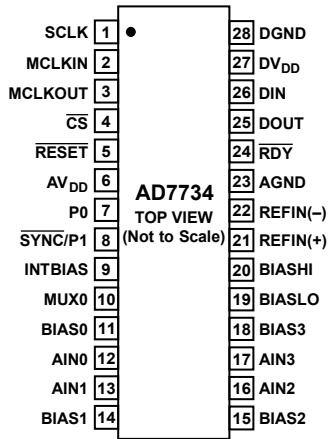 SCLK 1 28 DGND
MCLKIN 2 27 DVDD
MCLKOUT 3 26 DIN
CS 4 25 DOUT
RESET 5 24 RDY
AVDD 6 23 AGND
AD7734
P0 7 22 REFIN(–)
TOP VIEW
SYNC/P1 8 21 REFIN(+)
(Not to Scale)
INTBIAS 9 20 BIASHI
MUX0 10 19 BIASLO
BIAS0 11 18 BIAS3
AIN0 12 17 AIN3
AIN1 13 16 AIN2
BIAS1 14 15 BIAS2